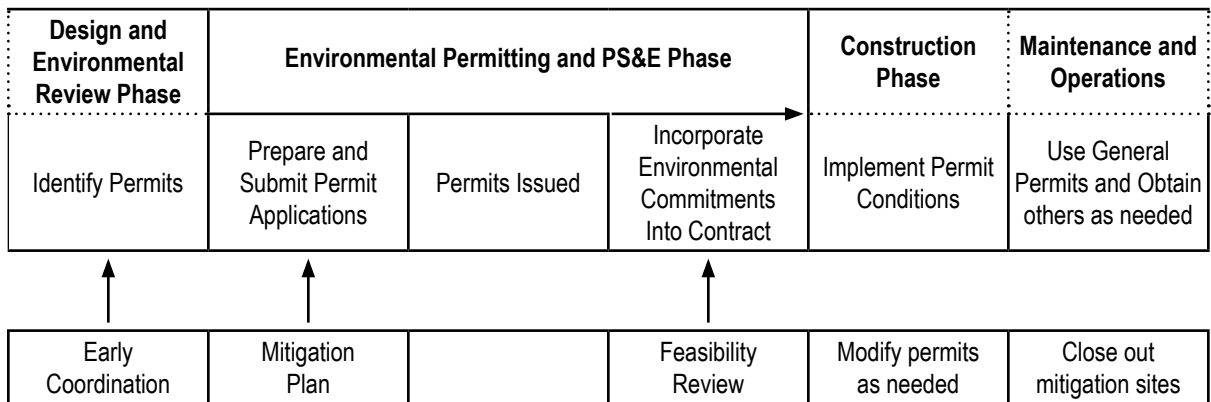 Design and
Environmental
Review Phase
Environmental Permitting and PS&E Phase
Construction
Phase
Maintenance and
Operations
Identify Permits
Prepare and
Submit Permit
Applications
Permits Issued
Incorporate
Environmental
Commitments
Into Contract
Implement Permit
Conditions
Use General
Permits and Obtain
others as needed
Early
Coordination
Mitigation
Plan
Feasibility
Review
Modify permits
as needed
Close out
mitigation sites